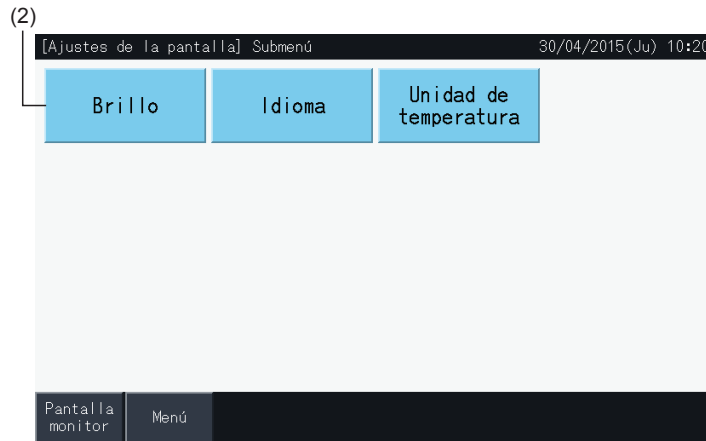 (2)
[Ajustes de la pantalla] Submenú 30/04/2015(Ju) 10:20
Brillo Idioma Unidad de
temperatura
Pantalla
monitor Menú